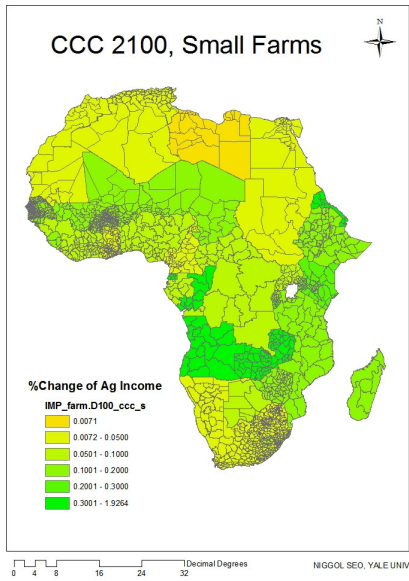 N
CCC 2100, Small Farms
%Change of Ag Income
IMP_farm.D100_ccc_s
0.0071
0.0072 - 0.0500
0.0501 - 0.1000
0.1001 - 0.2000
0.2001 - 0.3000
0.3001 - 1.9264
Decimal Degrees
0 4 8 16 24 32
NIGGOL SEO, YALE UNIV